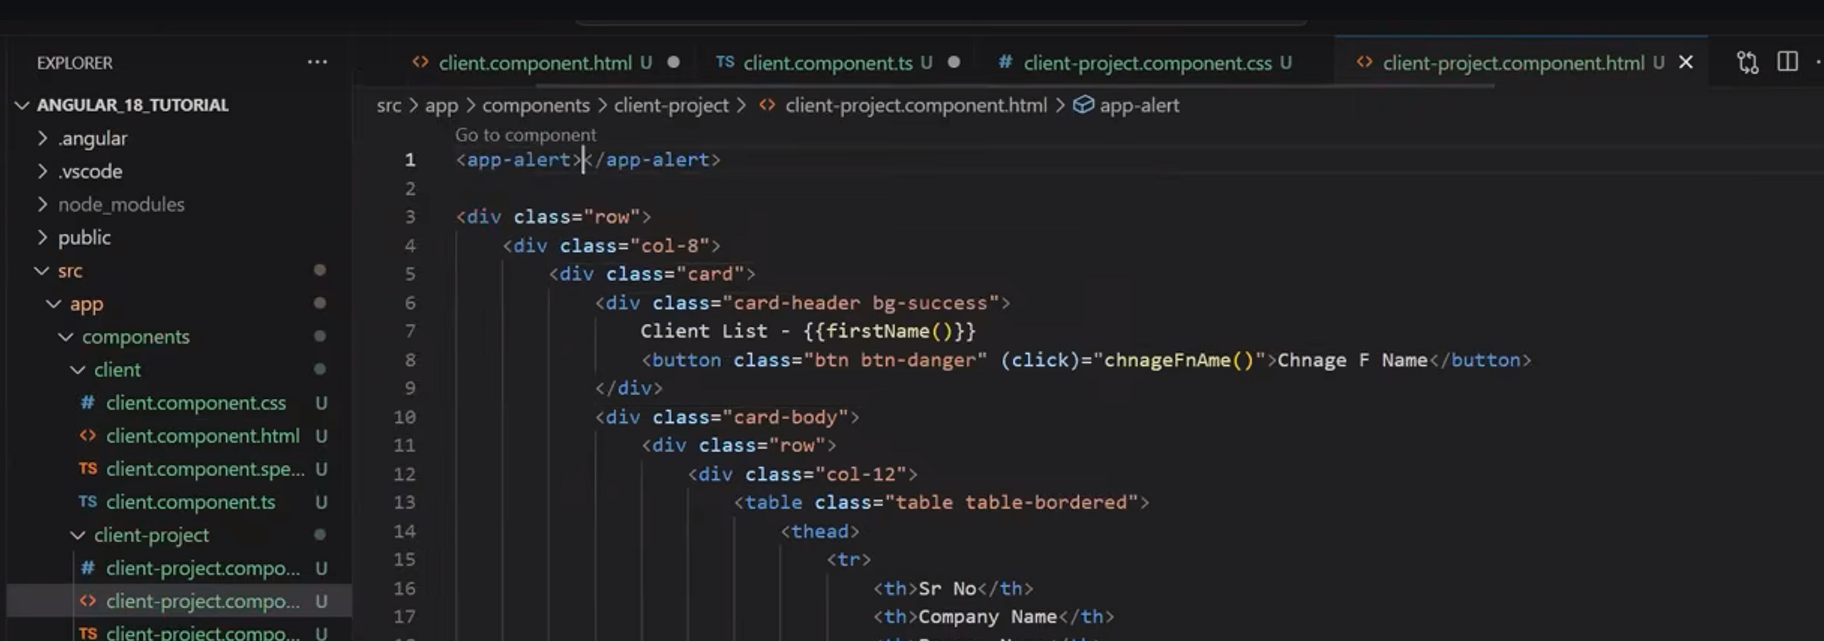 EXPLORER ···
ANGULAR_18_TUTORIAL
.angular
.vscode
node_modules
public
src
app
components
client
# client.component.css U
<> client.component.html U
TS client.component.spe... U
TS client.component.ts U
client-project
# client-project.compo... U
<> client-project.compo... U
TS client-project.compo... U
<> client.component.html U ● TS client.component.ts U ● # client-project.component.css U <> client-project.component.html U ×
src > app > components > client-project > <> client-project.component.html > app-alert
Go to component
1 <app-alert></app-alert>
2
3 <div class="row">
4 <div class="col-8">
5 <div class="card">
6 <div class="card-header bg-success">
7 Client List - {{firstName()}}
8 <button class="btn btn-danger" (click)="chnageFnAme()">Chnage F Name</button>
9 </div>
10 <div class="card-body">
11 <div class="row">
12 <div class="col-12">
13 <table class="table table-bordered">
14 <thead>
15 <tr>
16 <th>Sr No</th>
17 <th>Company Name</th>